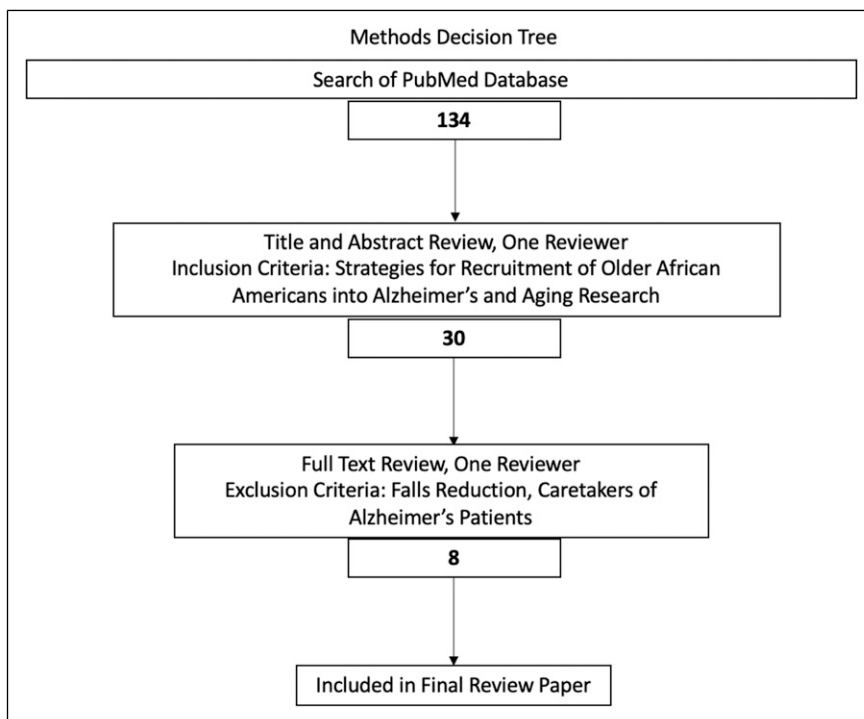 Methods Decision Tree
Search of PubMed Database
134
Title and Abstract Review, One Reviewer
Inclusion Criteria: Strategies for Recruitment of Older African
Americans into Alzheimer’s and Aging Research
30
Full Text Review, One Reviewer
Exclusion Criteria: Falls Reduction, Caretakers of
Alzheimer’s Patients
8
Included in Final Review Paper